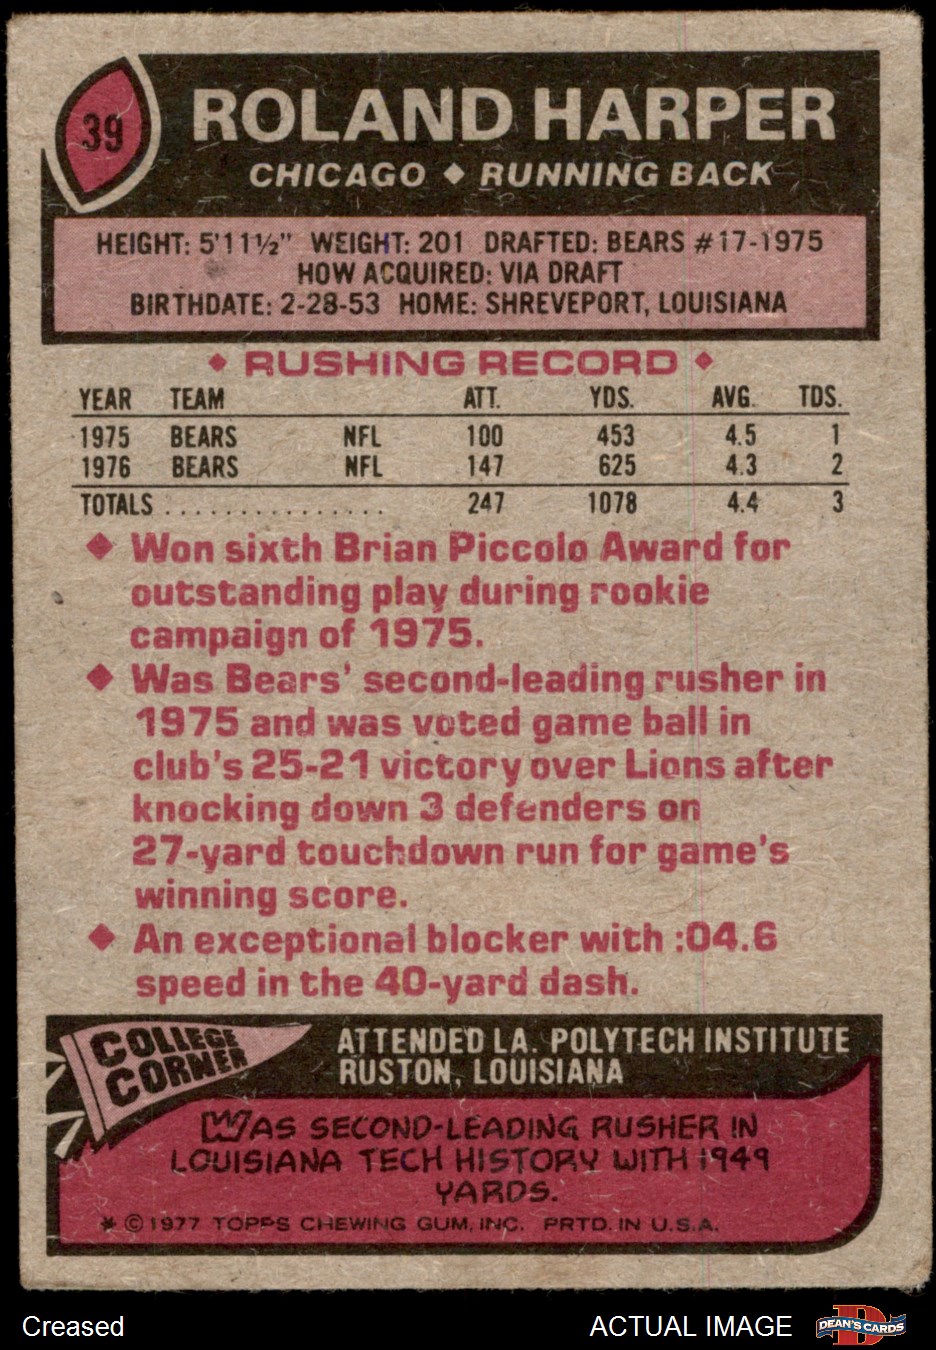 39
ROLAND HARPER
CHICAGO ♦ RUNNING BACK
HEIGHT: 5'11½" WEIGHT: 201 DRAFTED: BEARS #17-1975
HOW ACQUIRED: VIA DRAFT
BIRTHDATE: 2-28-53 HOME: SHREVEPORT, LOUISIANA
♦ RUSHING RECORD ♦
YEAR TEAM ATT. YDS. AVG. TDS.
1975 BEARS NFL 100 453 4.5 1
1976 BEARS NFL 147 625 4.3 2
TOTALS ............... 247 1078 4.4 3
♦ Won sixth Brian Piccolo Award for
outstanding play during rookie
campaign of 1975.
♦ Was Bears' second-leading rusher in
1975 and was voted game ball in
club's 25-21 victory over Lions after
knocking down 3 defenders on
27-yard touchdown run for game's
winning score.
♦ An exceptional blocker with :04.6
speed in the 40-yard dash.
COLLEGE
CORNER
ATTENDED LA. POLYTECH INSTITUTE
RUSTON, LOUISIANA
WAS SECOND-LEADING RUSHER IN
LOUISIANA TECH HISTORY WITH 1949
YARDS.
* © 1977 TOPPS CHEWING GUM, INC. PRTD. IN U.S.A.
Creased
ACTUAL IMAGE
DEAN'S CARDS